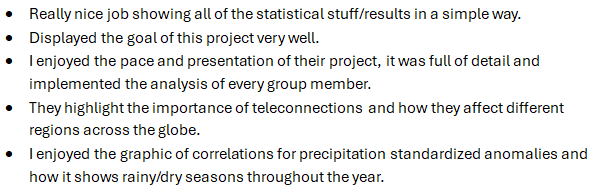 • Really nice job showing all of the statistical stuff/results in a simple way.
• Displayed the goal of this project very well.
• I enjoyed the pace and presentation of their project, it was full of detail and
implemented the analysis of every group member.
• They highlight the importance of teleconnections and how they affect different
regions across the globe.
• I enjoyed the graphic of correlations for precipitation standardized anomalies and
how it shows rainy/dry seasons throughout the year.